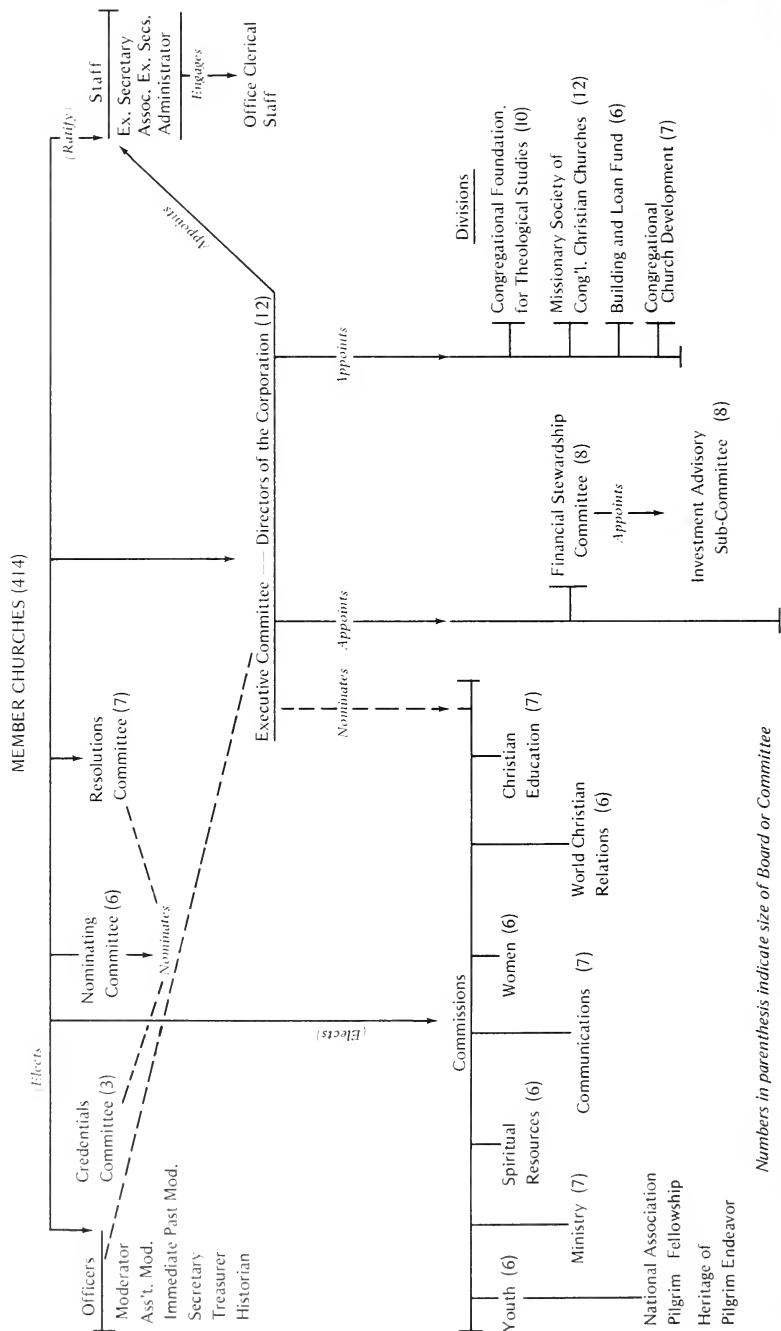 MEMBER CHURCHES (414)
(Elects)
(Ratify)
Officers
Moderator
Ass't. Mod.
Immediate Past Mod.
Secretary
Treasurer
Historian
Credentials
Committee (3)
Nominating
Committee (6)
Nominates
Resolutions
Committee (7)
Staff
Ex. Secretary
Assoc. Ex. Secs.
Administrator
Engages
Office Clerical
Staff
Appoints
Executive Committee — Directors of the Corporation (12)
(Elects)
Nominates
Appoints
Appoints
Commissions
Youth (6)
Ministry (7)
Spiritual
Resources (6)
Communications (7)
Women (6)
World Christian
Relations (6)
Christian
Education (7)
National Association
Pilgrim Fellowship
Heritage of
Pilgrim Endeavor
Financial Stewardship
Committee (8)
Appoints
Investment Advisory
Sub-Committee (8)
Divisions
Congregational Foundation.
for Theological Studies (10)
Missionary Society of
Cong'l. Christian Churches (12)
Building and Loan Fund (6)
Congregational
Church Development (7)
Numbers in parenthesis indicate size of Board or Committee